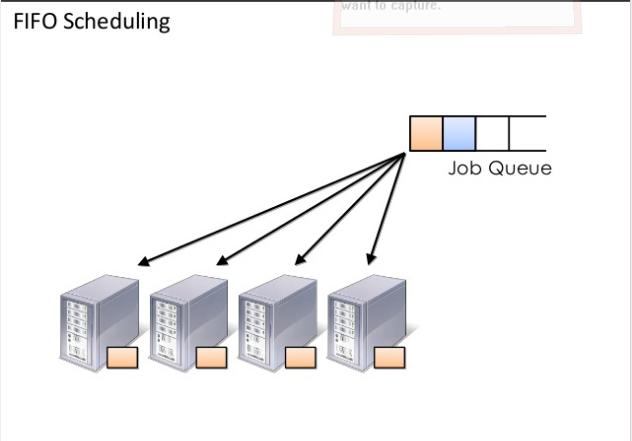 want to capture.
FIFO Scheduling
Job Queue